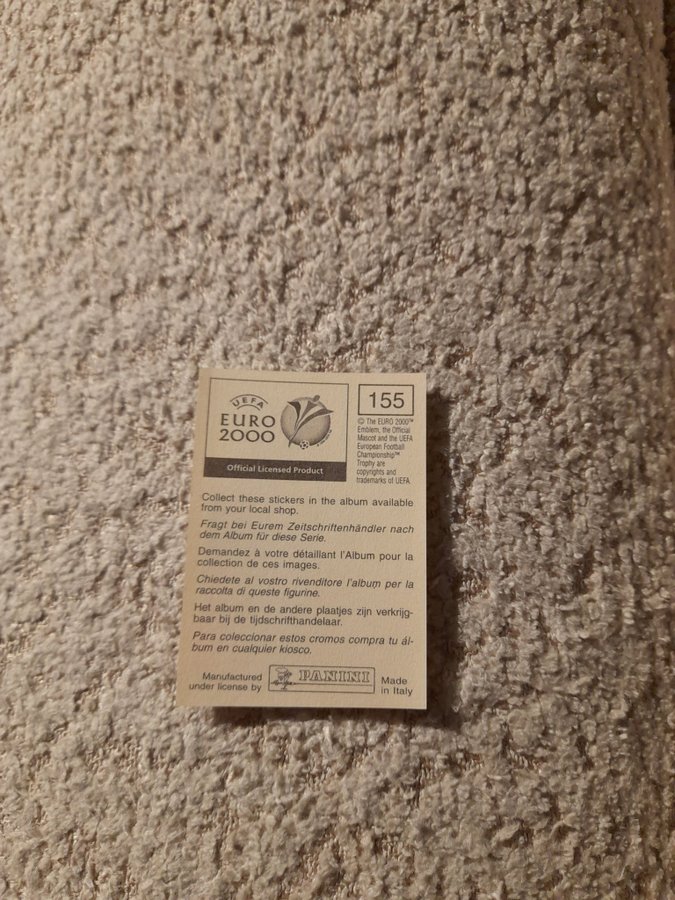 UEFA
EURO
2000
Official Licensed Product
155
© The EURO 2000™
Emblem, the Official
Mascot and the UEFA
European Football
Championship™
Trophy are
copyrights and
trademarks of UEFA.
Collect these stickers in the album available
from your local shop.
Fragt bei Eurem Zeitschriftenhändler nach
dem Album für diese Serie.
Demandez à votre détaillant l'Album pour la
collection de ces images.
Chiedete al vostro rivenditore l'album per la
raccolta di queste figurine.
Het album en de andere plaatjes zijn verkrijg-
baar bij de tijdschrifthandelaar.
Para coleccionar estos cromos compra tu ál-
bum en cualquier kiosco.
Manufactured
under license by
PANINI
Made
in Italy